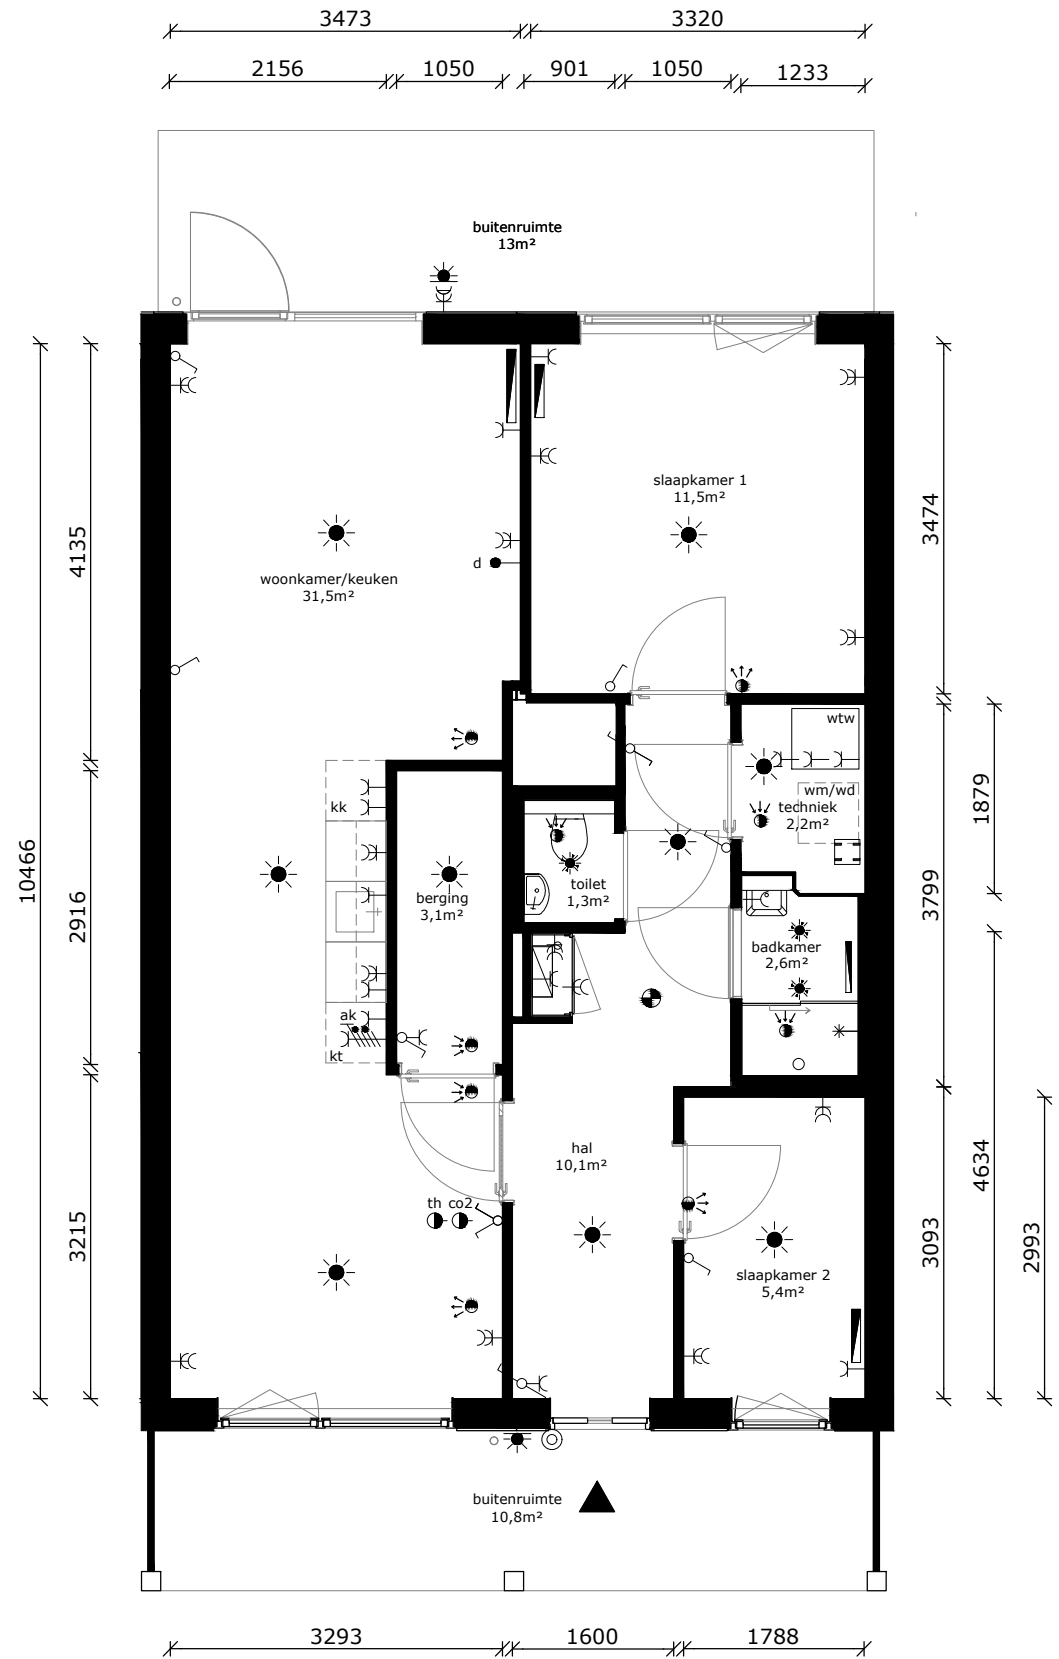 3473
3320
2156
1050
901
1050
1233
buitenruimte
13m²
slaapkamer 1
11,5m²
d
woonkamer/keuken
31,5m²
wtw
kk
wm/wd
techniek
2,2m²
toilet
1,3m²
berging
3,1m²
badkamer
2,6m²
ak
kt
hal
10,1m²
th co2
slaapkamer 2
5,4m²
buitenruimte
10,8m²
10466
4135
2916
3215
3474
3799
3093
1879
4634
2993
3293
1600
1788